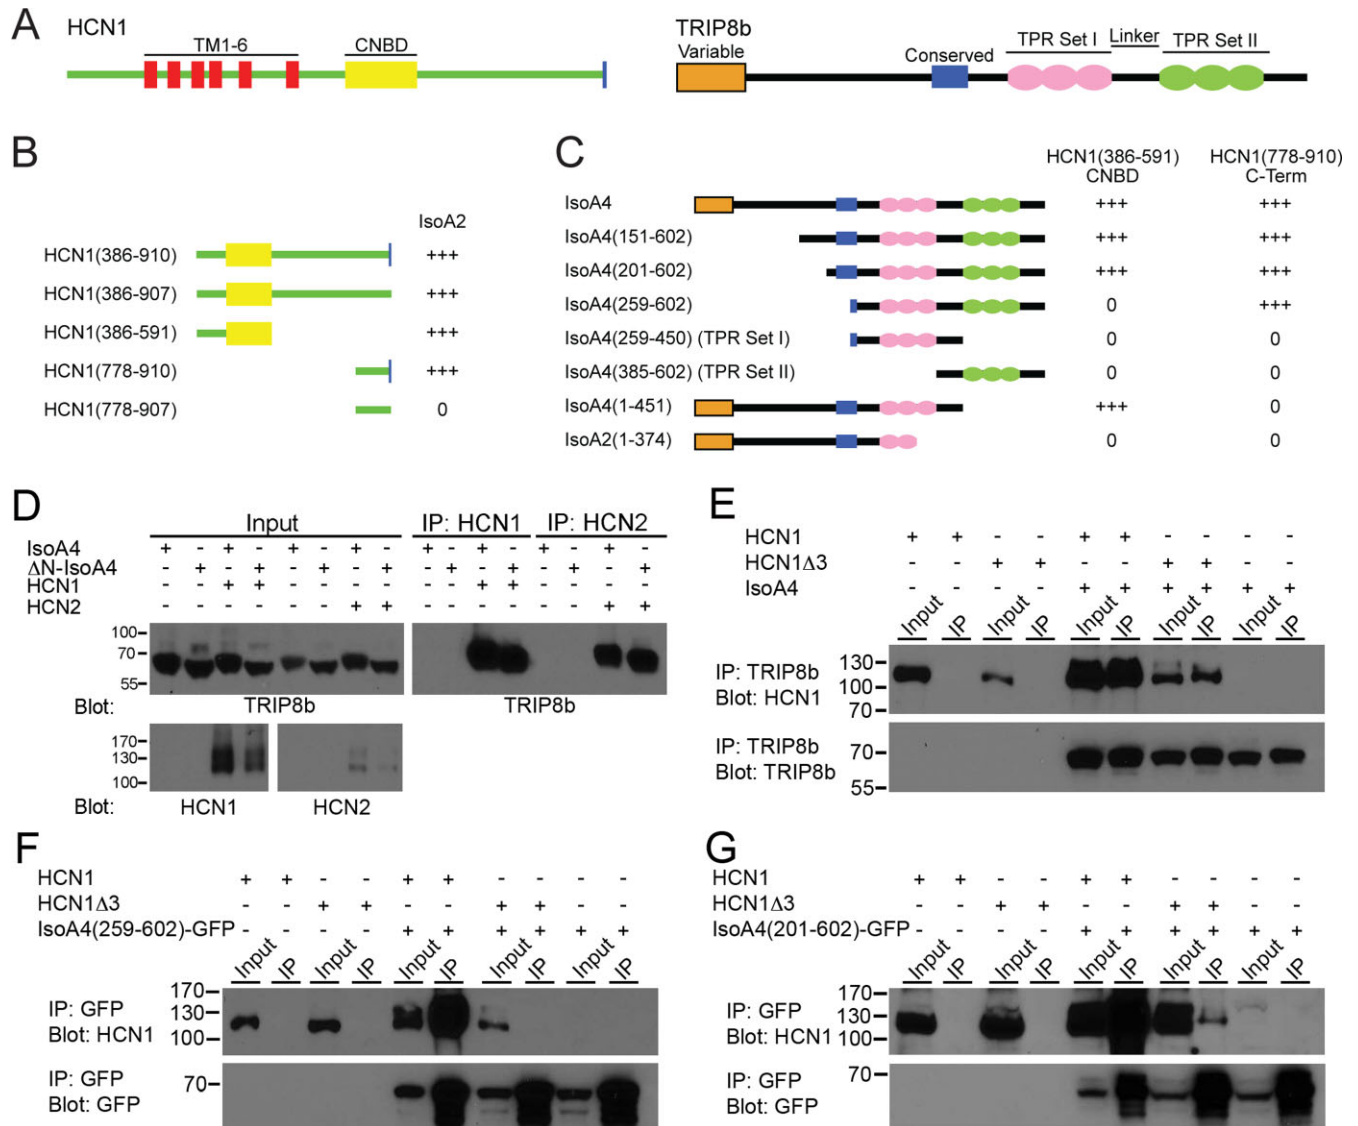 A
HCN1
TM1-6
CNBD
TRIP8b
Variable
Conserved
TPR Set I
Linker
TPR Set II
B
IsoA2
HCN1(386-910) +++
HCN1(386-907) +++
HCN1(386-591) +++
HCN1(778-910) +++
HCN1(778-907) 0
C
HCN1(386-591) HCN1(778-910)
CNBD C-Term
IsoA4 +++ +++
IsoA4(151-602) +++ +++
IsoA4(201-602) +++ +++
IsoA4(259-602) 0 +++
IsoA4(259-450) (TPR Set I) 0 0
IsoA4(385-602) (TPR Set II) 0 0
IsoA4(1-451) +++ 0
IsoA2(1-374) 0 0
D
Input IP: HCN1 IP: HCN2
IsoA4 + - + - + - + - + - + - + - + -
ΔN-IsoA4 - + - + - + - + - + - + - + - +
HCN1 - - + + - - - - - - + + - - - -
HCN2 - - - - - - + + - - - - - - + +
100-
70-
55-
Blot: TRIP8b TRIP8b
170-
130-
100-
Blot: HCN1 HCN2
E
HCN1 + + - - + + - - - -
HCN1Δ3 - - + + - - + + - -
IsoA4 - - - - + + + + + +
Input IP Input IP Input IP Input IP Input IP
IP: TRIP8b
Blot: HCN1
130-
100-
70-
IP: TRIP8b
Blot: TRIP8b
70-
55-
F
HCN1 + + - - + + - - - -
HCN1Δ3 - - + + - - + + - -
IsoA4(259-602)-GFP - - - - + + + + + +
Input IP Input IP Input IP Input IP Input IP
IP: GFP
Blot: HCN1
170-
130-
100-
IP: GFP
Blot: GFP
70-
G
HCN1 + + - - + + - - - -
HCN1Δ3 - - + + - - + + - -
IsoA4(201-602)-GFP - - - - + + + + + +
Input IP Input IP Input IP Input IP Input IP
IP: GFP
Blot: HCN1
170-
130-
100-
IP: GFP
Blot: GFP
70-